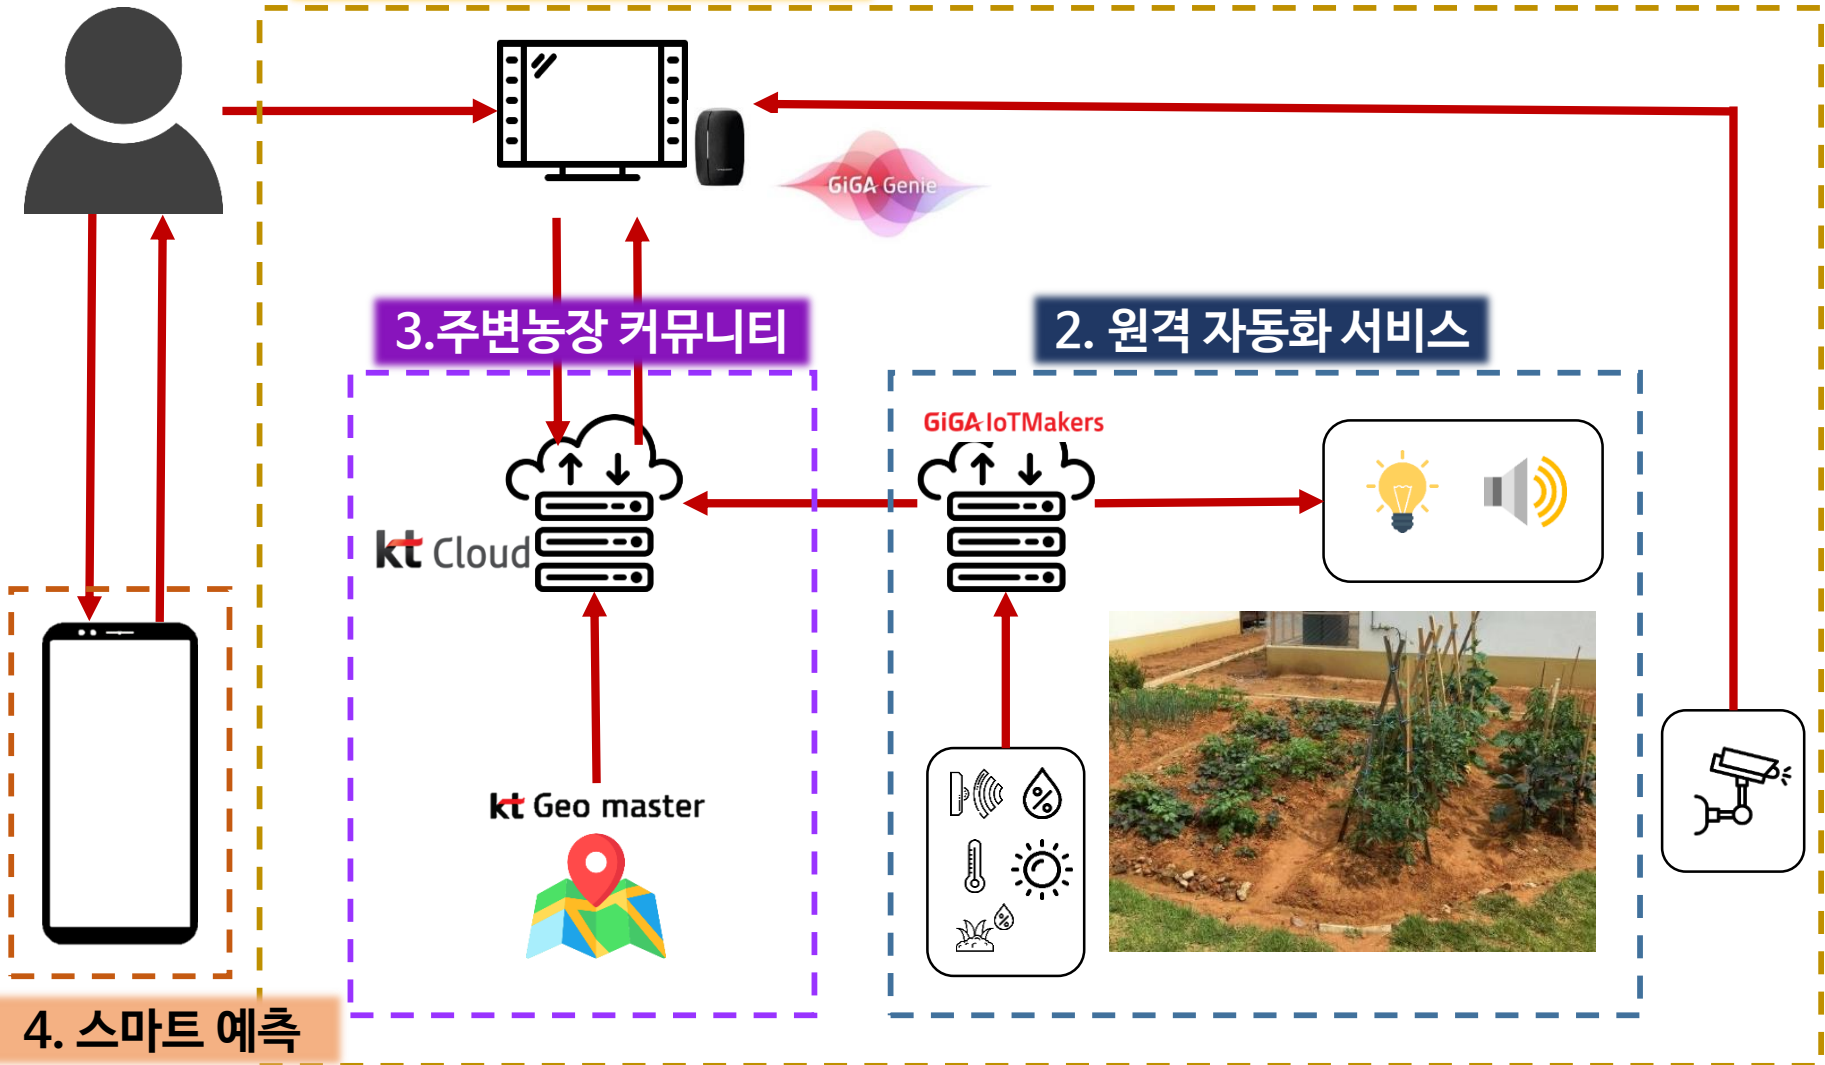 GiGA Genie
3.주변농장 커뮤니티
2. 원격 자동화 서비스
GiGA IoTMakers
kt Cloud
kt Geo master
4. 스마트 예측